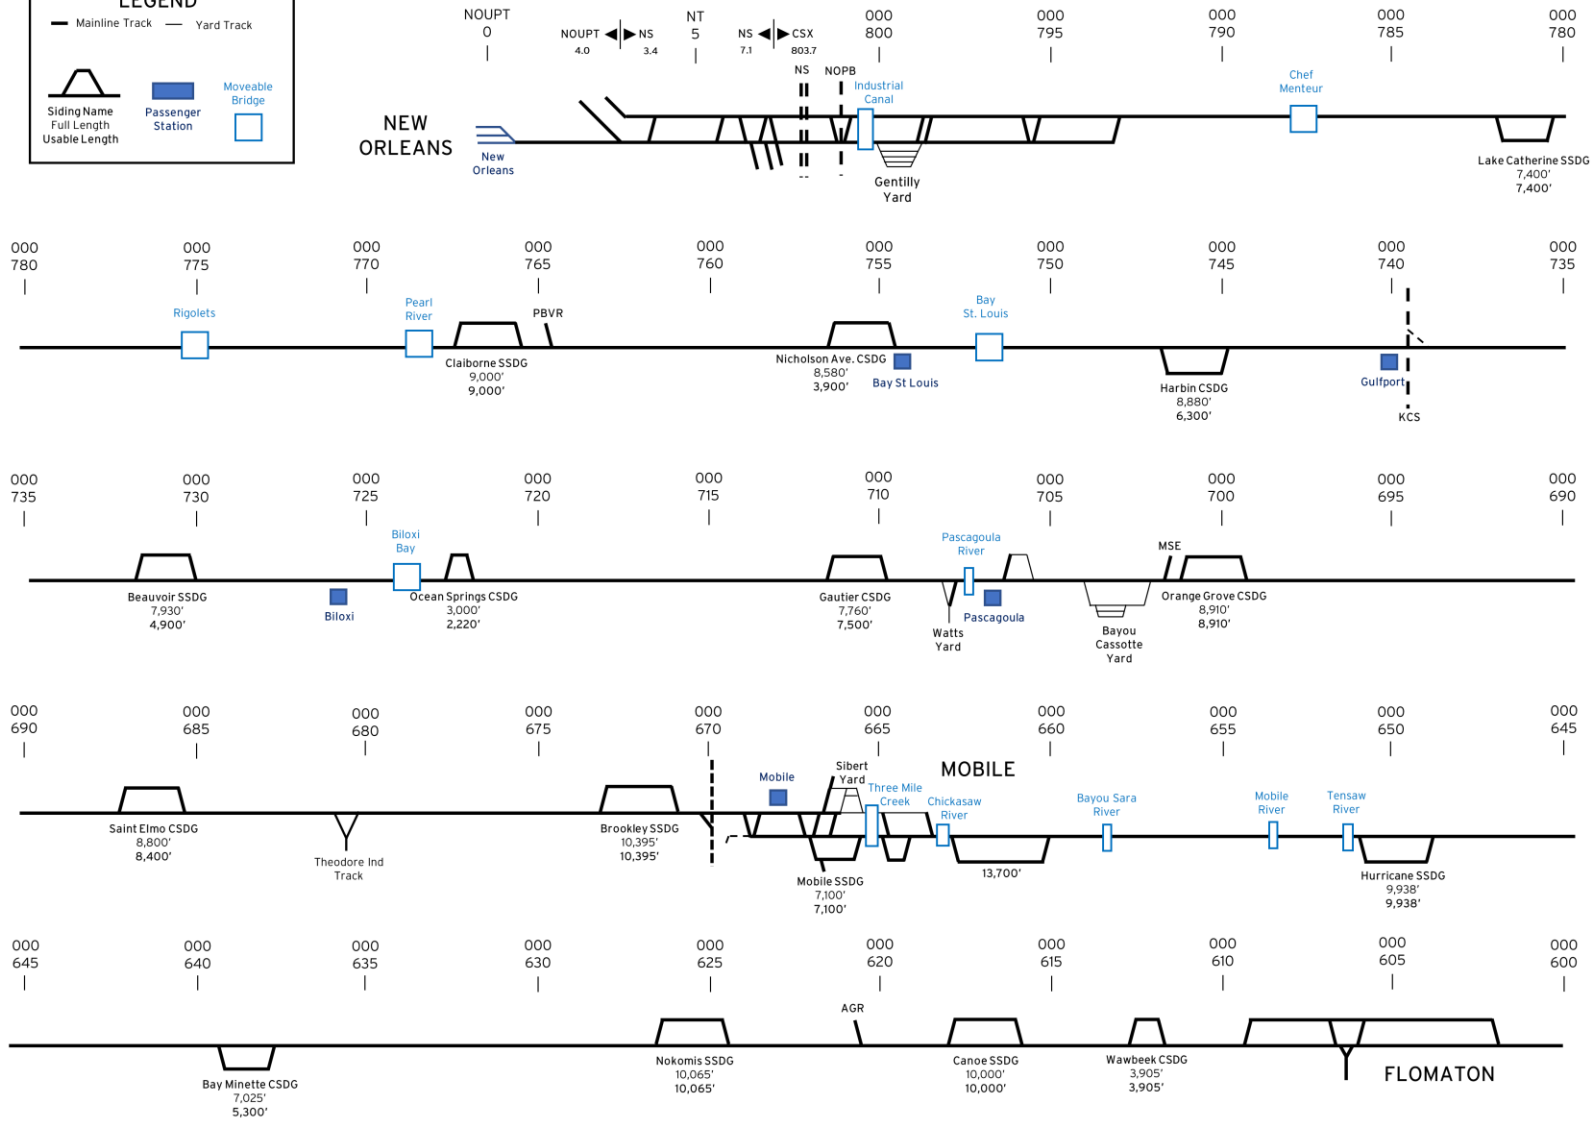 LEGEND
Mainline Track
Yard Track
Siding Name
Full Length
Usable Length
Passenger
Station
Moveable
Bridge
NOUPT
0
NOUPT
4.0
NS
3.4
NT
5
NS
7.1
CSX
803.7
000
800
000
795
000
790
000
785
000
780
NS
NOPB
Industrial
Canal
Chef
Menteur
NEW
ORLEANS
New
Orleans
Gentilly
Yard
Lake Catherine SSDG
7,400'
7,400'
000
780
000
775
000
770
000
765
000
760
000
755
000
750
000
745
000
740
000
735
Rigolets
Pearl
River
PBVR
Bay
St. Louis
Claiborne SSDG
9,000'
9,000'
Nicholson Ave. CSDG
8,580'
3,900'
Bay St Louis
Harbin CSDG
8,880'
6,300'
Gulfport
KCS
000
735
000
730
000
725
000
720
000
715
000
710
000
705
000
700
000
695
000
690
Biloxi
Bay
Pascagoula
River
MSE
Beauvoir SSDG
7,930'
4,900'
Biloxi
Ocean Springs CSDG
3,000'
2,220'
Gautier CSDG
7,760'
7,500'
Watts
Yard
Pascagoula
Bayou
Cassotte
Yard
Orange Grove CSDG
8,910'
8,910'
000
690
000
685
000
680
000
675
000
670
000
665
000
660
000
655
000
650
000
645
Mobile
Sibert
Yard
MOBILE
Three Mile
Creek
Chickasaw
River
Bayou Sara
River
Mobile
River
Tensaw
River
Saint Elmo CSDG
8,800'
8,400'
Theodore Ind
Track
Brookley SSDG
10,395'
10,395'
Mobile SSDG
7,100'
7,100'
13,700'
Hurricane SSDG
9,938'
9,938'
000
645
000
640
000
635
000
630
000
625
000
620
000
615
000
610
000
605
000
600
AGR
Bay Minette CSDG
7,025'
5,300'
Nokomis SSDG
10,065'
10,065'
Canoe SSDG
10,000'
10,000'
Wawbeek CSDG
3,905'
3,905'
FLOMATON